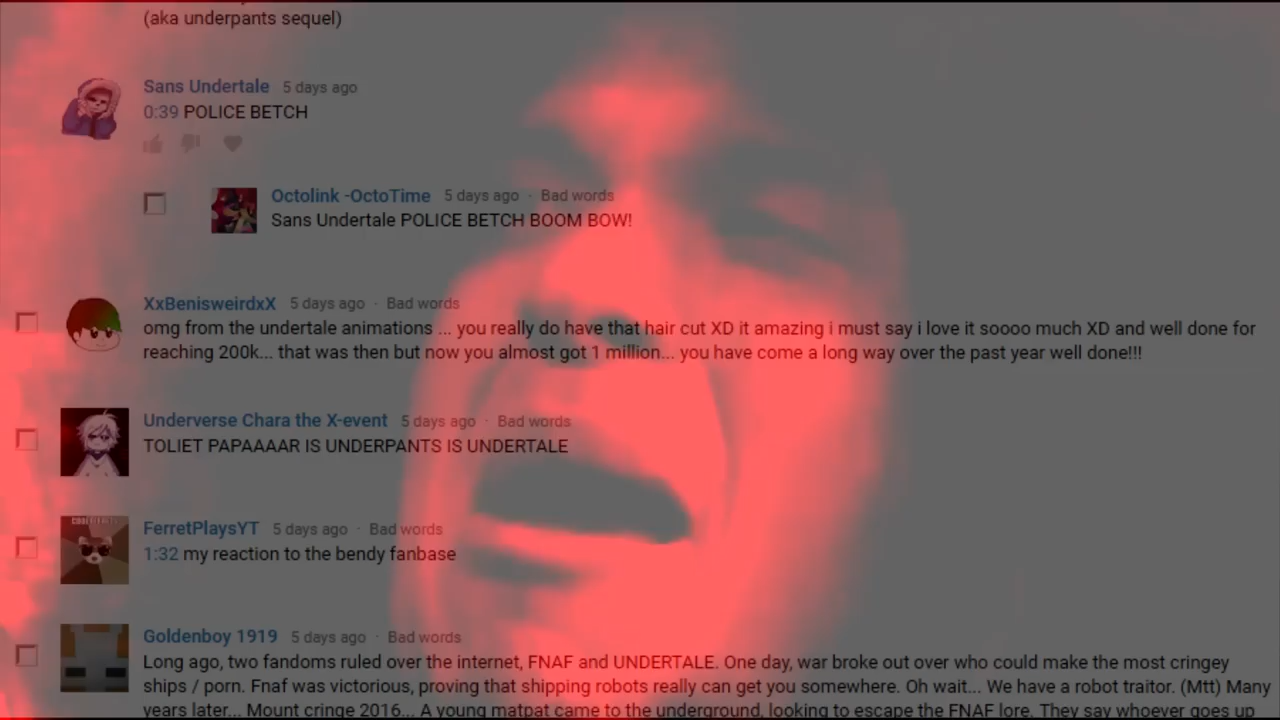 (aka underpants sequel)
Sans Undertale 5 days ago
0:39 POLICE BETCH
Octolink -OctoTime 5 days ago · Bad words
Sans Undertale POLICE BETCH BOOM BOW!
XxBenisweirdxX 5 days ago · Bad words
omg from the undertale animations ... you really do have that hair cut XD it amazing i must say i love it soooo much XD and well done for
reaching 200k... that was then but now you almost got 1 million... you have come a long way over the past year well done!!!
Underverse Chara the X-event 5 days ago · Bad words
TOLIET PAPAAAAR IS UNDERPANTS IS UNDERTALE
FerretPlaysYT 5 days ago · Bad words
1:32 my reaction to the bendy fanbase
Goldenboy 1919 5 days ago · Bad words
Long ago, two fandoms ruled over the internet, FNAF and UNDERTALE. One day, war broke out over who could make the most cringey
ships / porn. Fnaf was victorious, proving that shipping robots really can get you somewhere. Oh wait... We have a robot traitor. (Mtt) Many
years later... Mount cringe 2016... A young matpat came to the underground, looking to escape the FNAF lore. They say whoever goes up